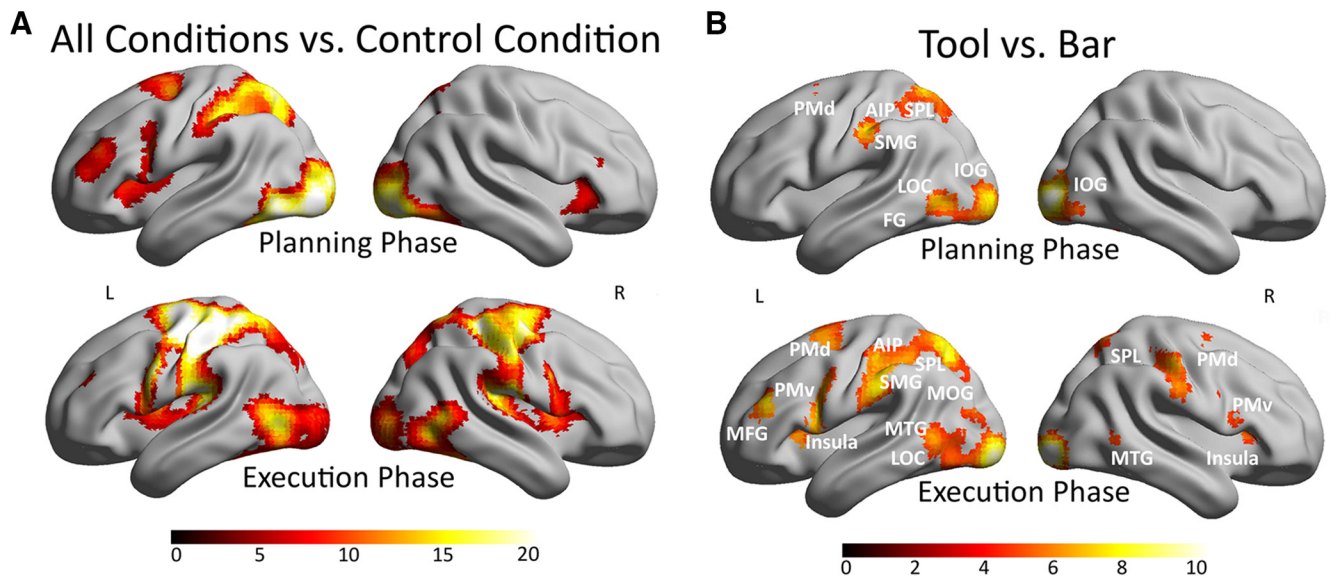 A
All Conditions vs. Control Condition
Planning Phase
L
R
Execution Phase
0 5 10 15 20
B
Tool vs. Bar
PMd AIP SPL
SMG
IOG
LOC
FG
IOG
Planning Phase
L
R
PMd AIP
SPL
SMG
PMv
MOG
MFG
Insula
MTG
LOC
SPL PMd
PMv
MTG
Insula
Execution Phase
0 2 4 6 8 10